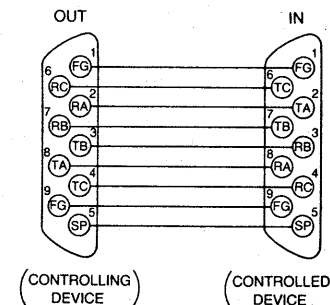 OUT IN
1 FG 1 FG
6 RC 6 TC
2 RA 2 TA
7 RB 7 TB
3 TB 3 RB
8 TA 8 RA
4 TC 4 RC
9 FG 9 FG
5 SP 5 SP
(CONTROLLING DEVICE) (CONTROLLED DEVICE